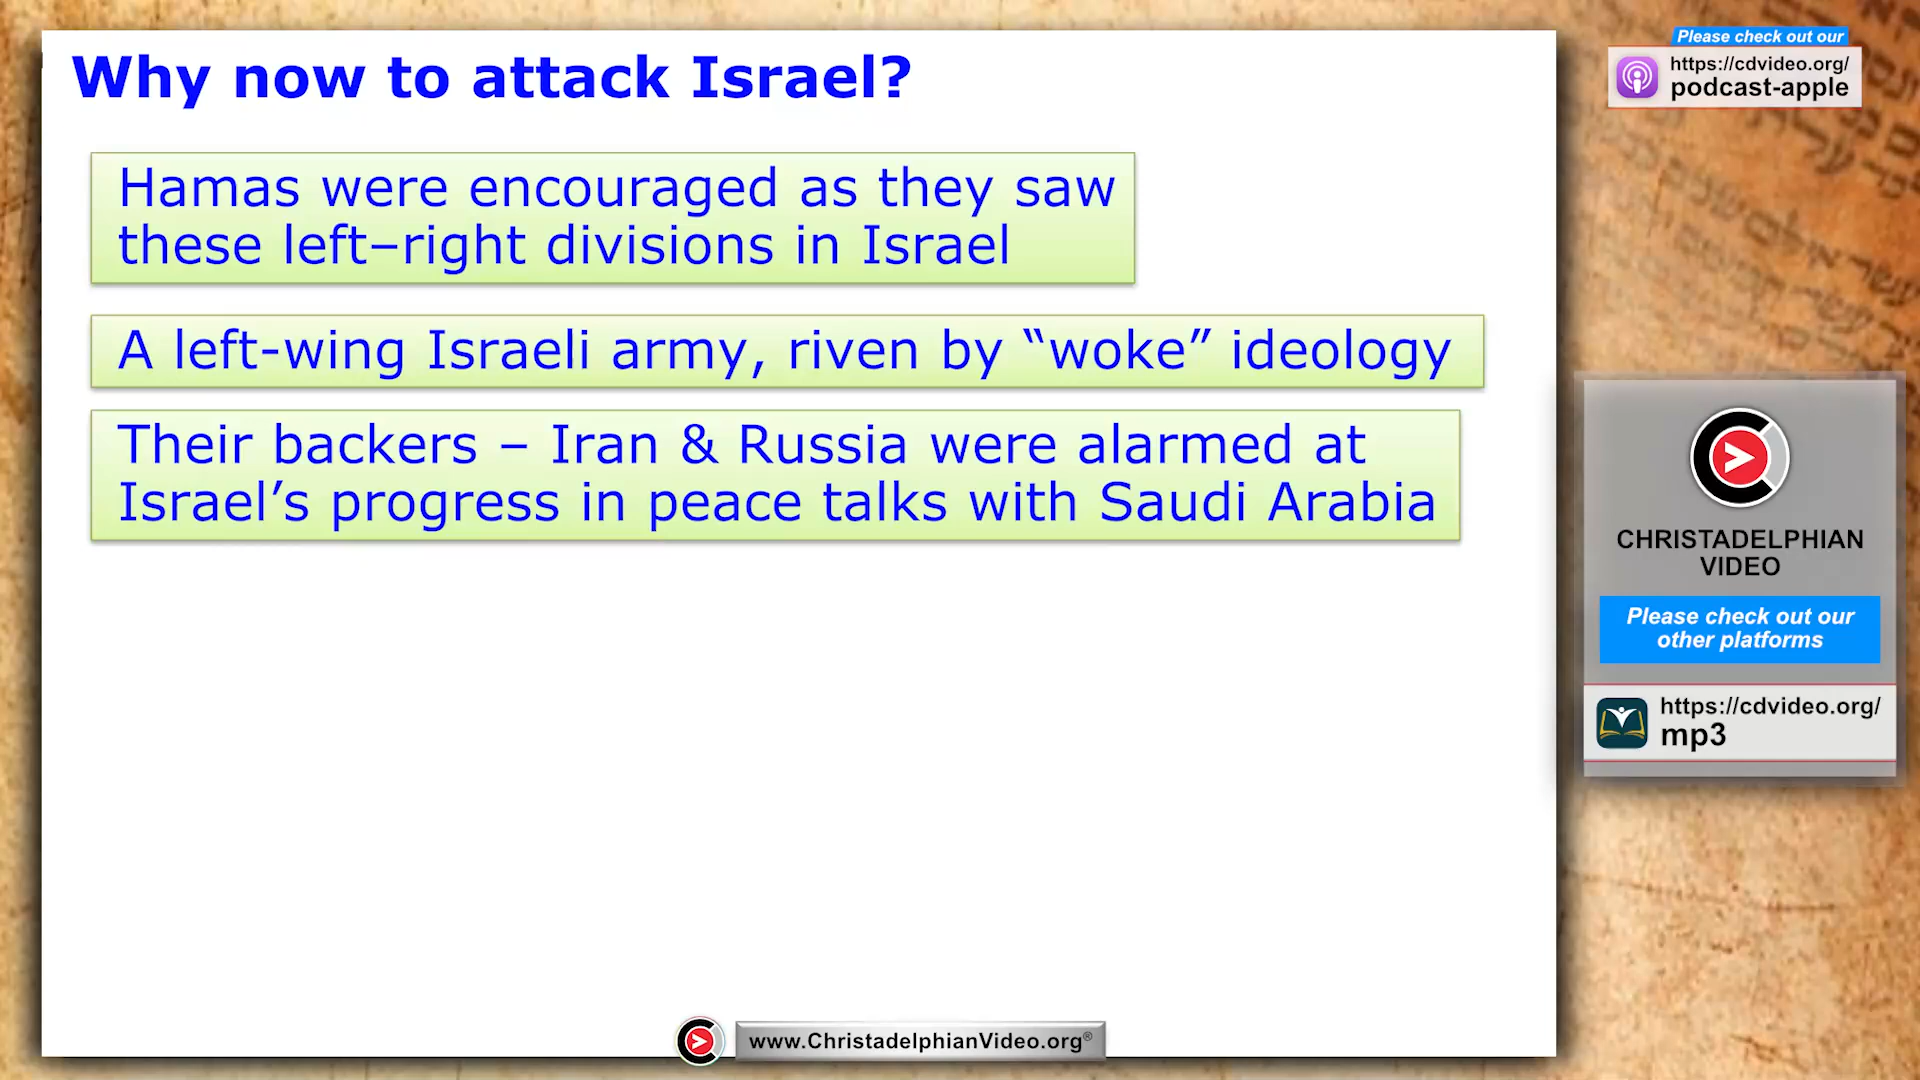 Why now to attack Israel?
Hamas were encouraged as they saw
these left–right divisions in Israel
A left-wing Israeli army, riven by “woke” ideology
Their backers – Iran & Russia were alarmed at
Israel’s progress in peace talks with Saudi Arabia
Please check out our
https://cdvideo.org/
podcast-apple
CHRISTADELPHIAN
VIDEO
Please check out our
other platforms
https://cdvideo.org/
mp3
www.ChristadelphianVideo.org®